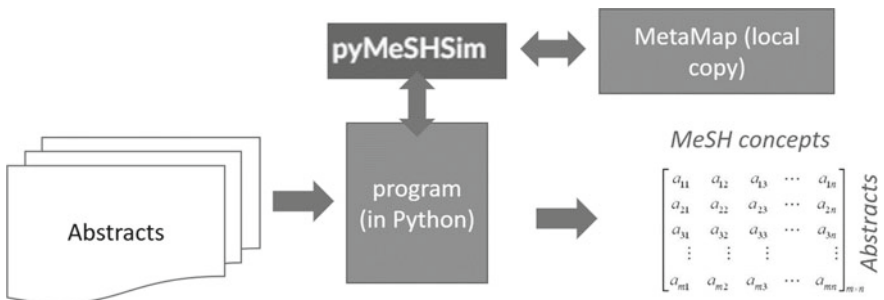 pyMeSHSim
MetaMap (local
copy)
MeSH concepts
program
(in Python)
Abstracts
a11 a12 a13 ⋯ a1n
a21 a22 a23 ⋯ a2n
a31 a32 a33 ⋯ a3n
⋮ ⋮ ⋮ ⋮
am1 am2 am3 ⋯ amn
m×n
Abstracts